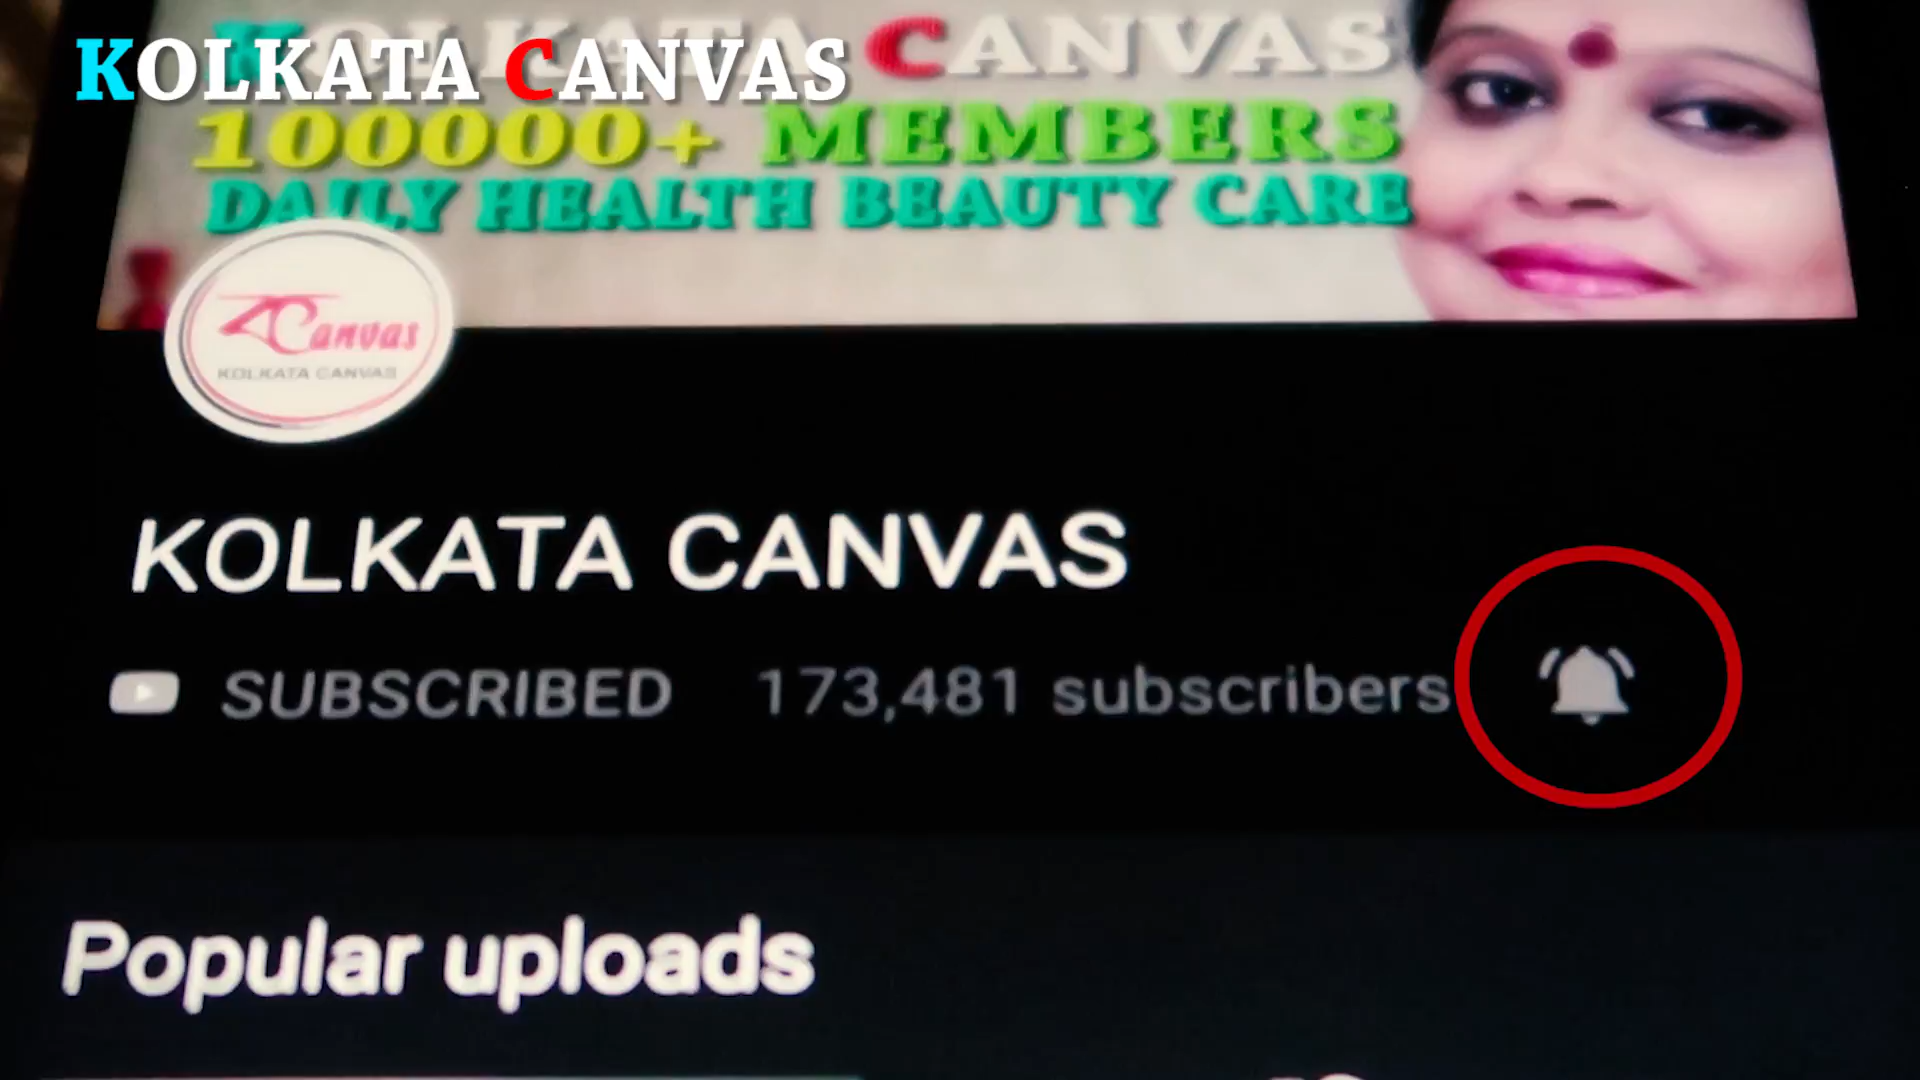 KOLKATA CANVAS
KOLKATA CANVAS
100000+ MEMBERS
DAILY HEALTH BEAUTY CARE
Canvas
KOLKATA CANVAS
KOLKATA CANVAS
SUBSCRIBED 173,481 subscribers
Popular uploads